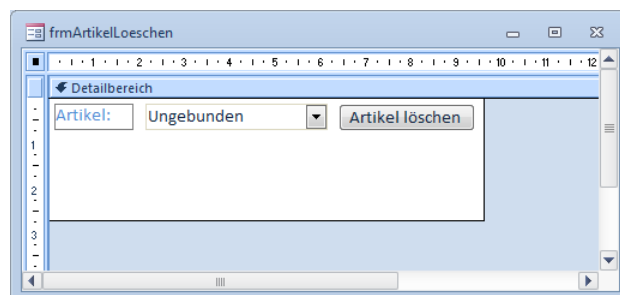 frmArtikelLoeschen
1 2 3 4 5 6 7 8 9 10 11 12
Detailbereich
Artikel: Ungebunden Artikel löschen
1
2
3